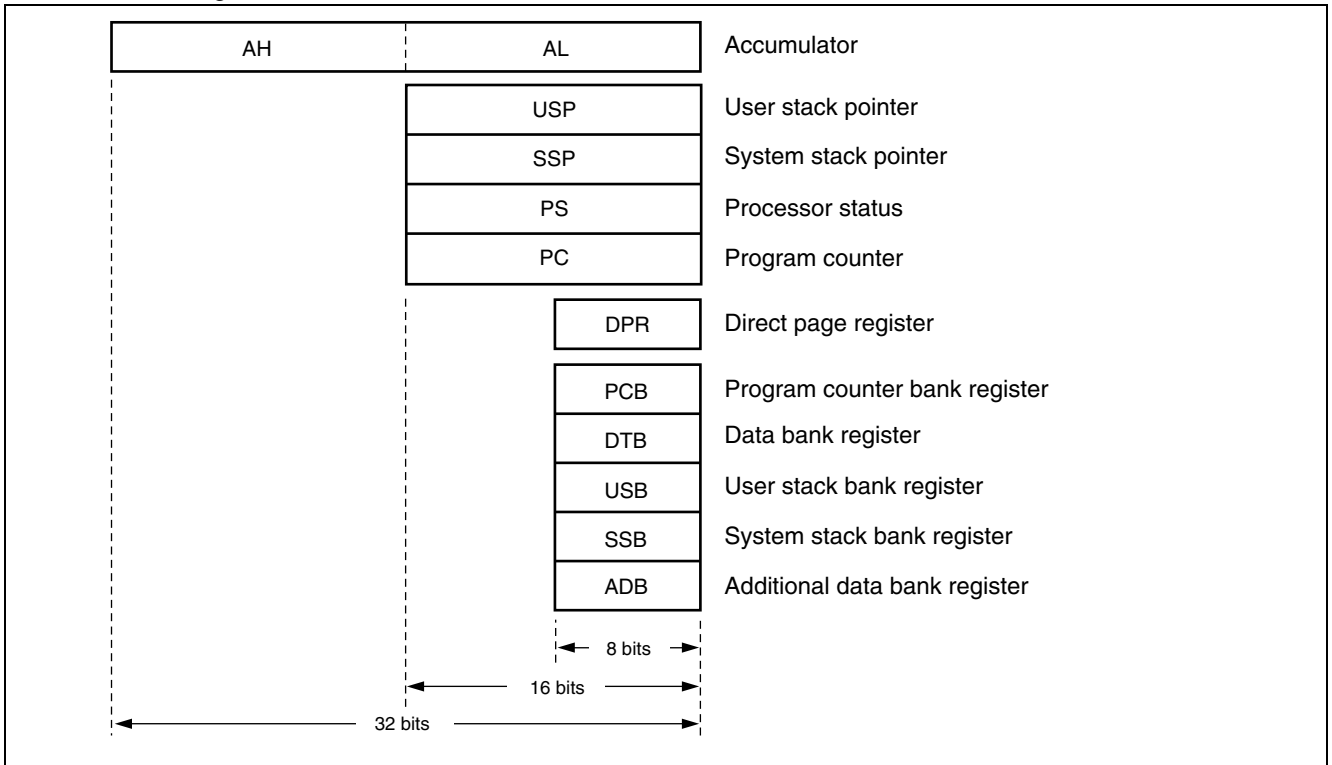 AH AL Accumulator
USP User stack pointer
SSP System stack pointer
PS Processor status
PC Program counter
DPR Direct page register
PCB Program counter bank register
DTB Data bank register
USB User stack bank register
SSB System stack bank register
ADB Additional data bank register
8 bits
16 bits
32 bits